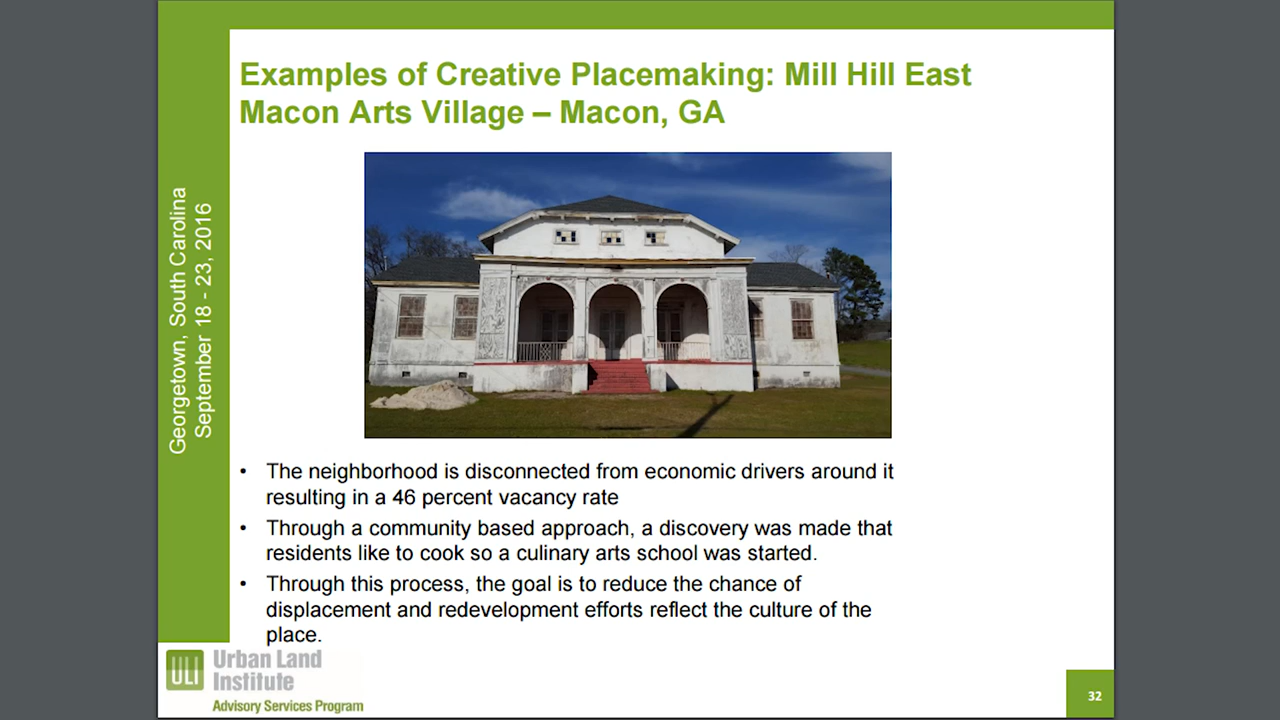 Examples of Creative Placemaking: Mill Hill East
Macon Arts Village – Macon, GA
Georgetown, South Carolina
September 18 - 23, 2016
• The neighborhood is disconnected from economic drivers around it
resulting in a 46 percent vacancy rate
• Through a community based approach, a discovery was made that
residents like to cook so a culinary arts school was started.
• Through this process, the goal is to reduce the chance of
displacement and redevelopment efforts reflect the culture of the
place.
ULI Urban Land
Institute
Advisory Services Program
32